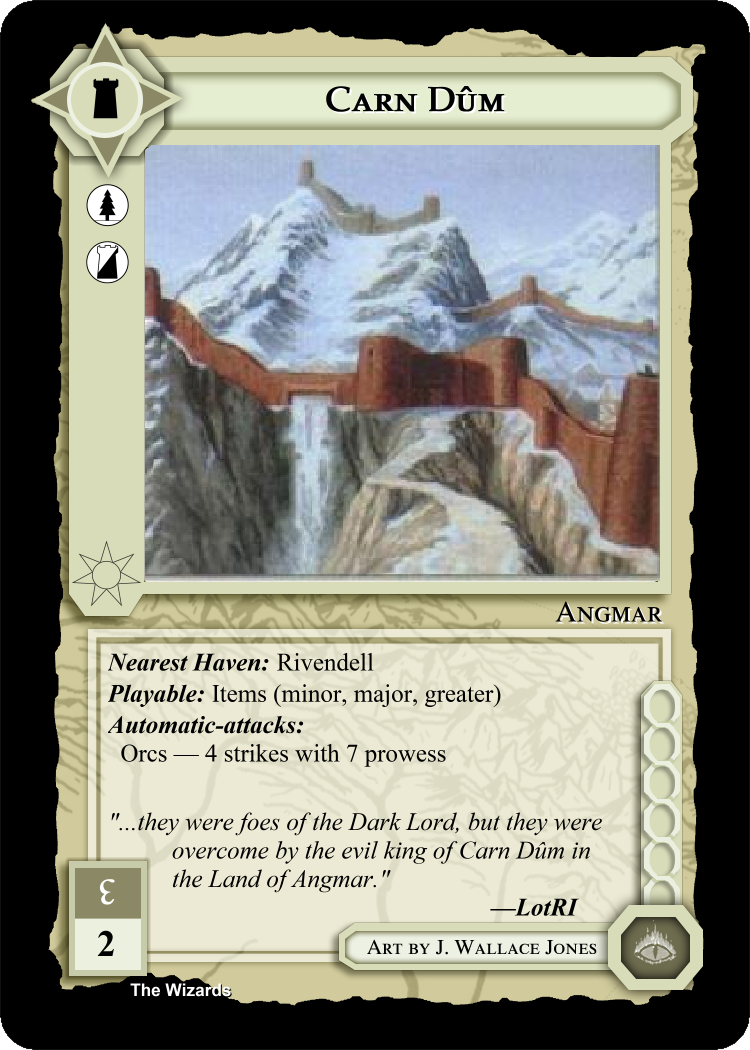 Carn Dûm
Angmar
Nearest Haven: Rivendell
Playable: Items (minor, major, greater)
Automatic-attacks:
Orcs — 4 strikes with 7 prowess
"...they were foes of the Dark Lord, but they were
overcome by the evil king of Carn Dûm in
the Land of Angmar."
—LotRI
ε
2
Art by J. Wallace Jones
The Wizards